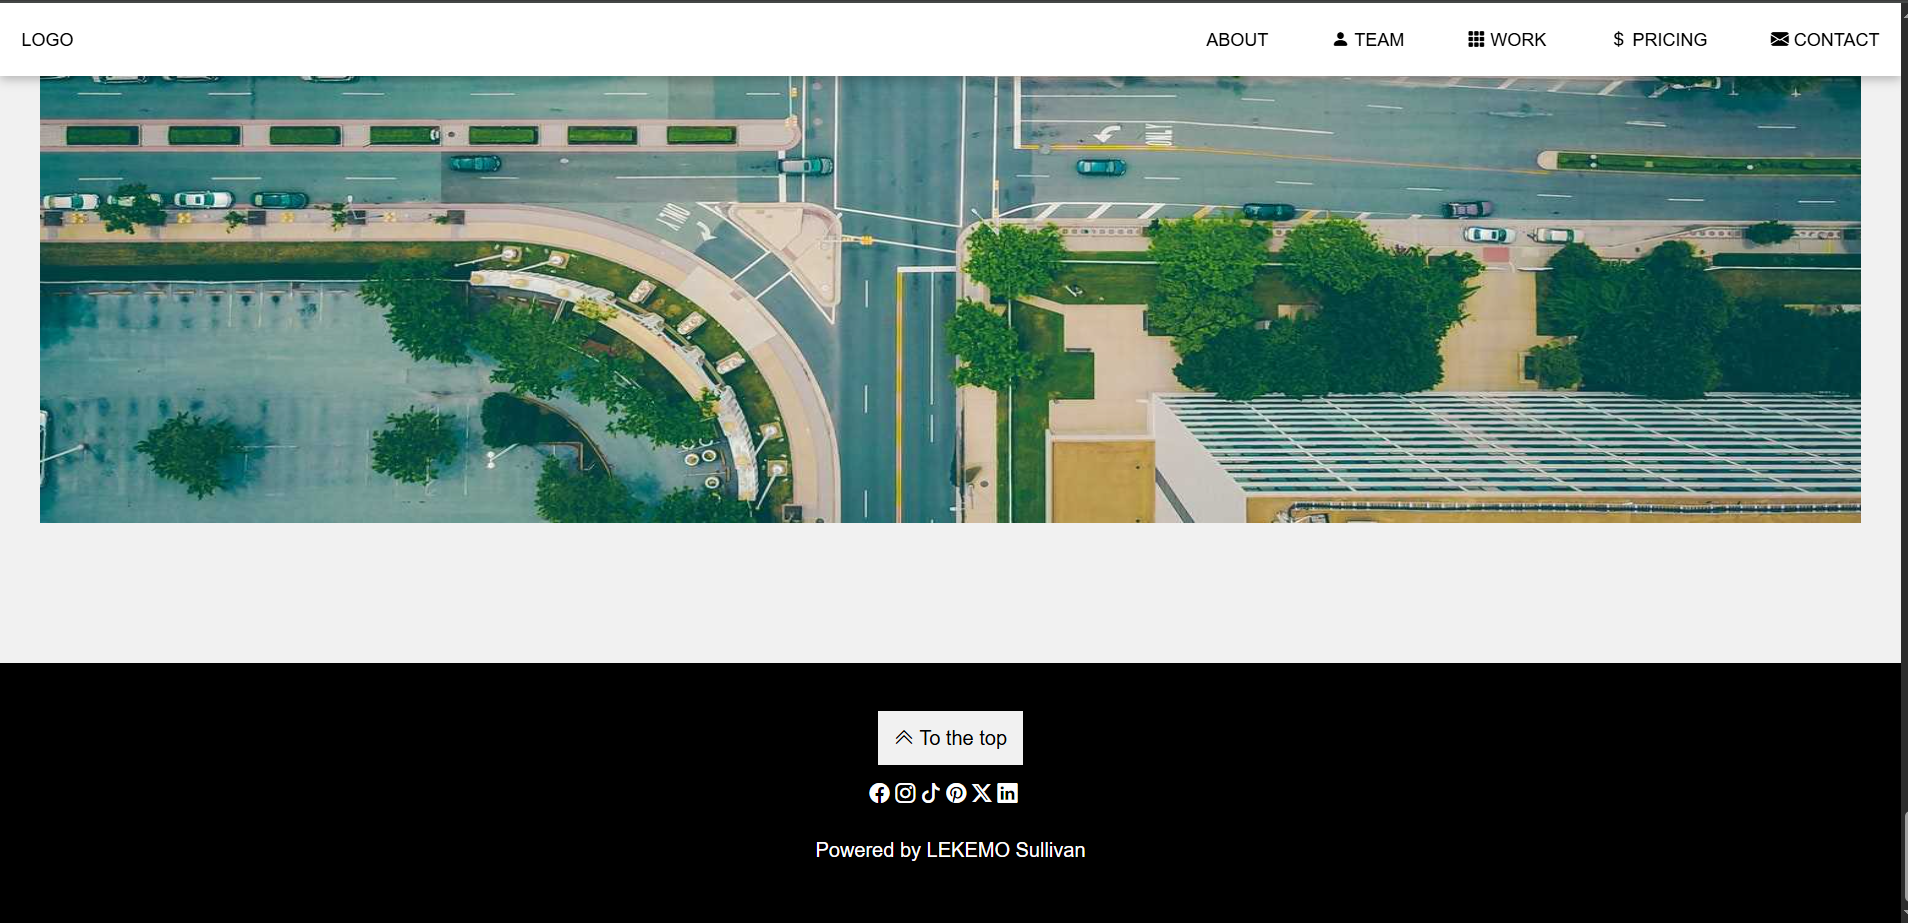 LOGO
ABOUT
TEAM
WORK
$ PRICING
CONTACT
ONLY
ONLY
To the top
Powered by LEKEMO Sullivan